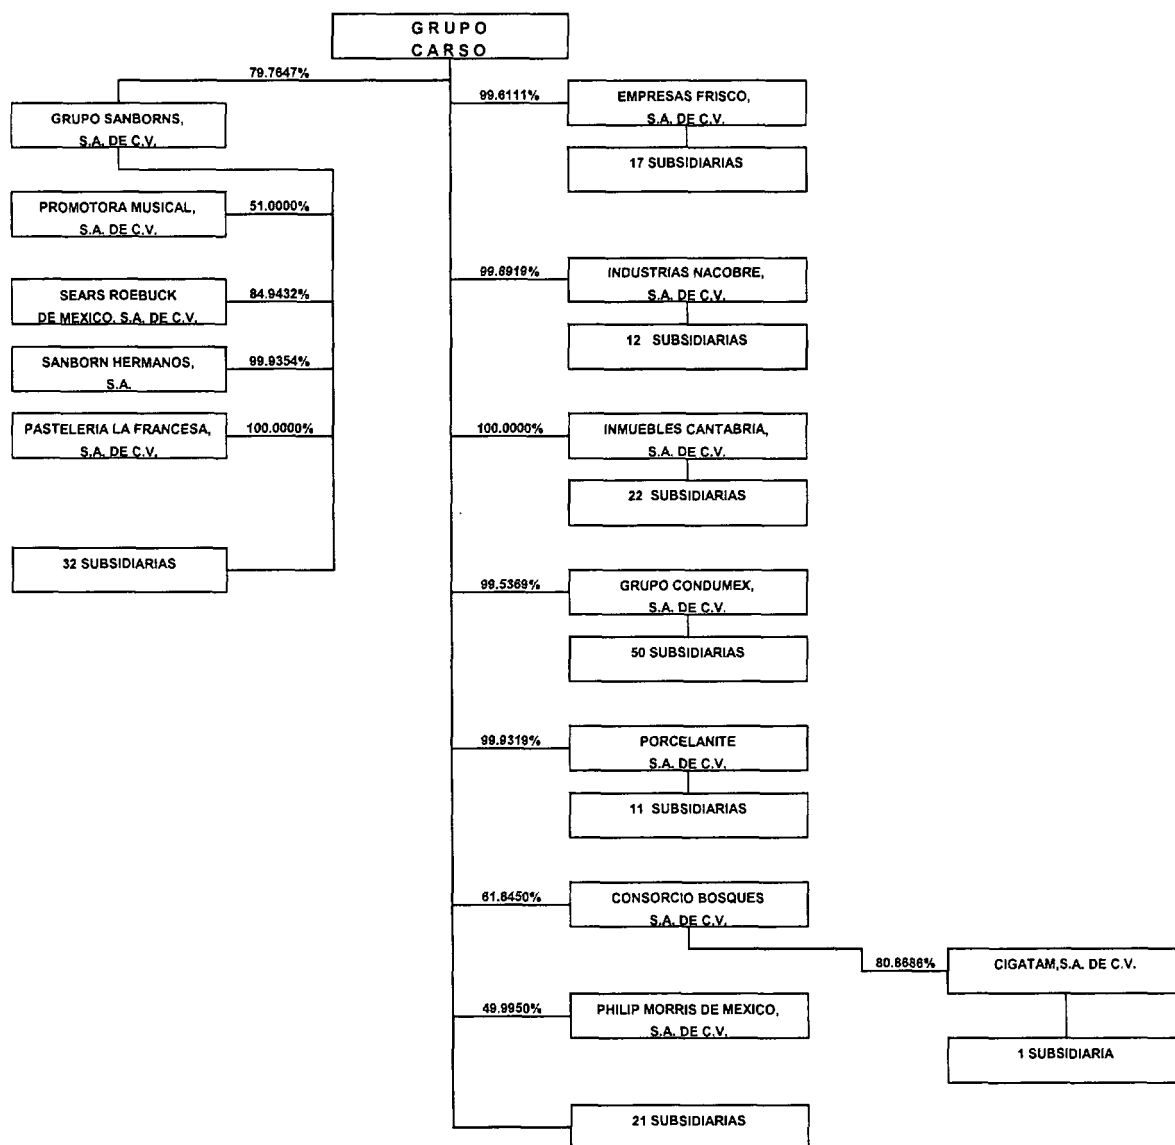 GRUPO
CARSO
79.7647%
GRUPO SANBORNS,
S.A. DE C.V.
PROMOTORA MUSICAL,
S.A. DE C.V.
51.0000%
SEARS ROEBUCK
DE MEXICO, S.A. DE C.V.
84.9432%
SANBORN HERMANOS,
S.A.
99.9354%
PASTELERIA LA FRANCESA,
S.A. DE C.V.
100.0000%
32 SUBSIDIARIAS
99.6111%
EMPRESAS FRISCO,
S.A. DE C.V.
17 SUBSIDIARIAS
99.6919%
INDUSTRIAS NACOBRE,
S.A. DE C.V.
12 SUBSIDIARIAS
100.0000%
INMUEBLES CANTABRIA,
S.A. DE C.V.
22 SUBSIDIARIAS
99.5369%
GRUPO CONDUMEX,
S.A. DE C.V.
50 SUBSIDIARIAS
99.9319%
PORCELANITE
S.A. DE C.V.
11 SUBSIDIARIAS
61.6450%
CONSORCIO BOSQUES
S.A. DE C.V.
80.6686%
CIGATAM,S.A. DE C.V.
1 SUBSIDIARIA
49.9950%
PHILIP MORRIS DE MEXICO,
S.A. DE C.V.
21 SUBSIDIARIAS